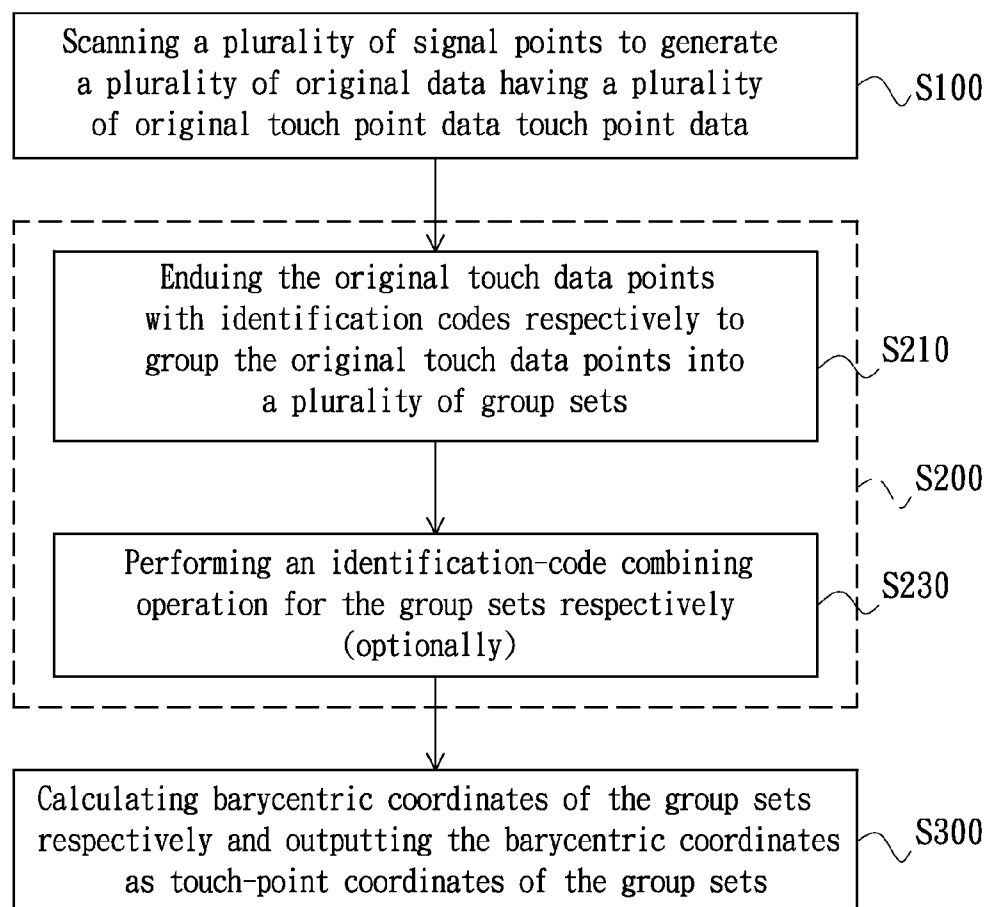 Scanning a plurality of signal points to generate
a plurality of original data having a plurality
of original touch point data touch point data
S100
Enduing the original touch data points
with identification codes respectively to
group the original touch data points into
a plurality of group sets
S210
S200
Performing an identification-code combining
operation for the group sets respectively
(optionally)
S230
Calculating barycentric coordinates of the group sets
respectively and outputting the barycentric coordinates
as touch-point coordinates of the group sets
S300